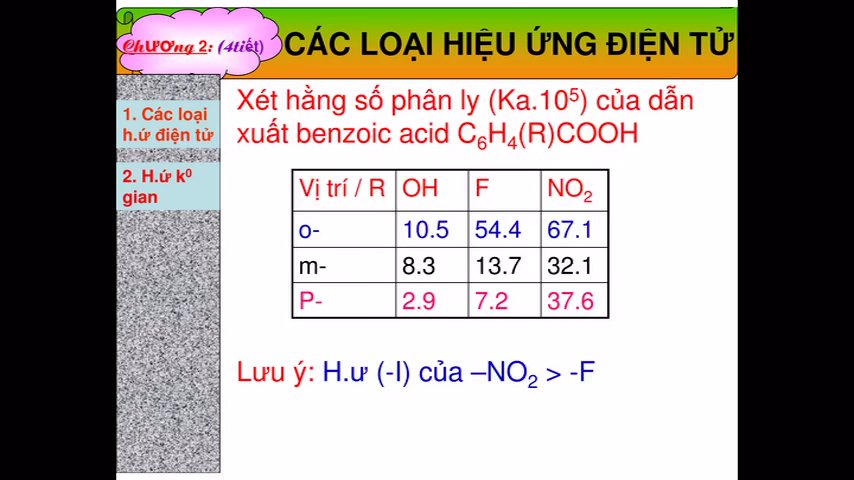 Chương 2: (4tiết)
CÁC LOẠI HIỆU ỨNG ĐIỆN TỬ
1. Các loại
h.ứ điện tử
2. H.ứ k⁰
gian
Xét hằng số phân ly (Ka.10⁵) của dẫn
xuất benzoic acid C₆H₄(R)COOH
Vị trí / R OH F NO₂
o- 10.5 54.4 67.1
m- 8.3 13.7 32.1
P- 2.9 7.2 37.6
Lưu ý: H.ư (-I) của –NO₂ > -F